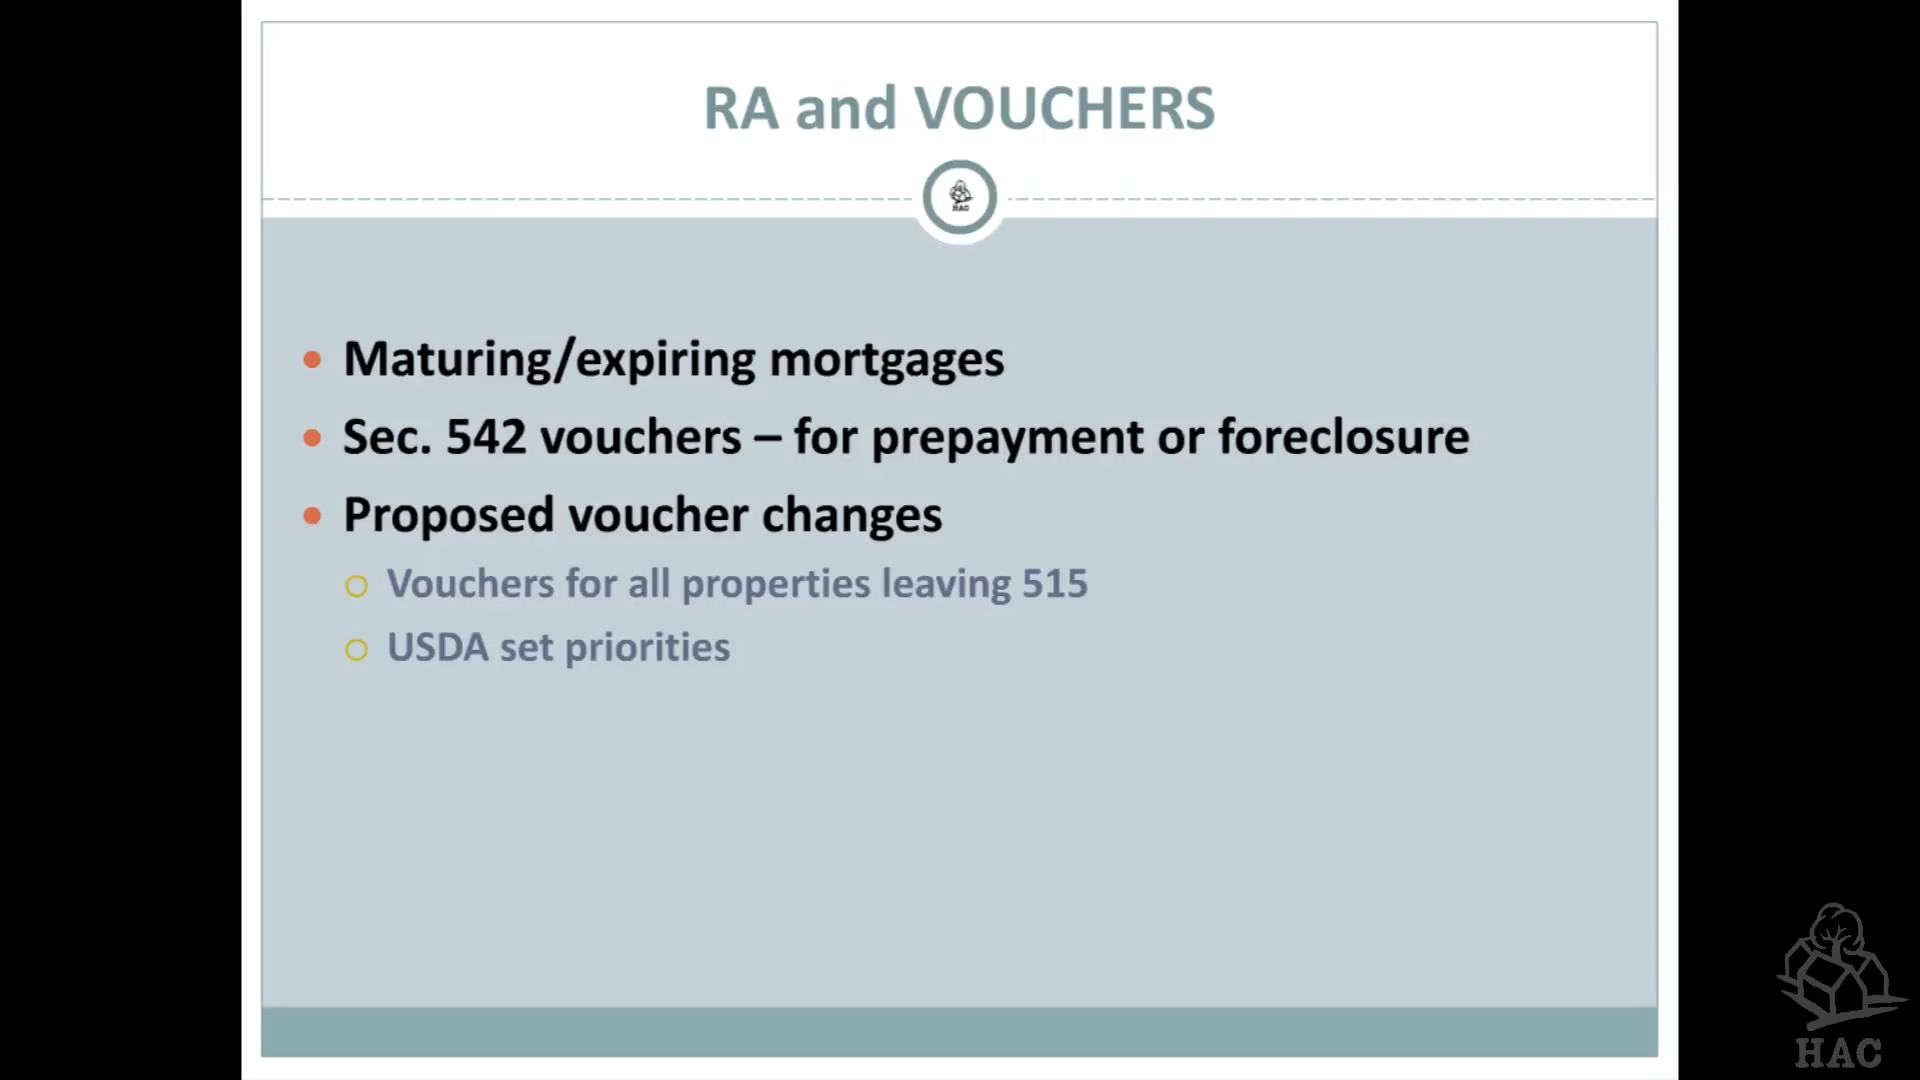 RA and VOUCHERS
HAC
Maturing/expiring mortgages
Sec. 542 vouchers – for prepayment or foreclosure
Proposed voucher changes
Vouchers for all properties leaving 515
USDA set priorities
HAC